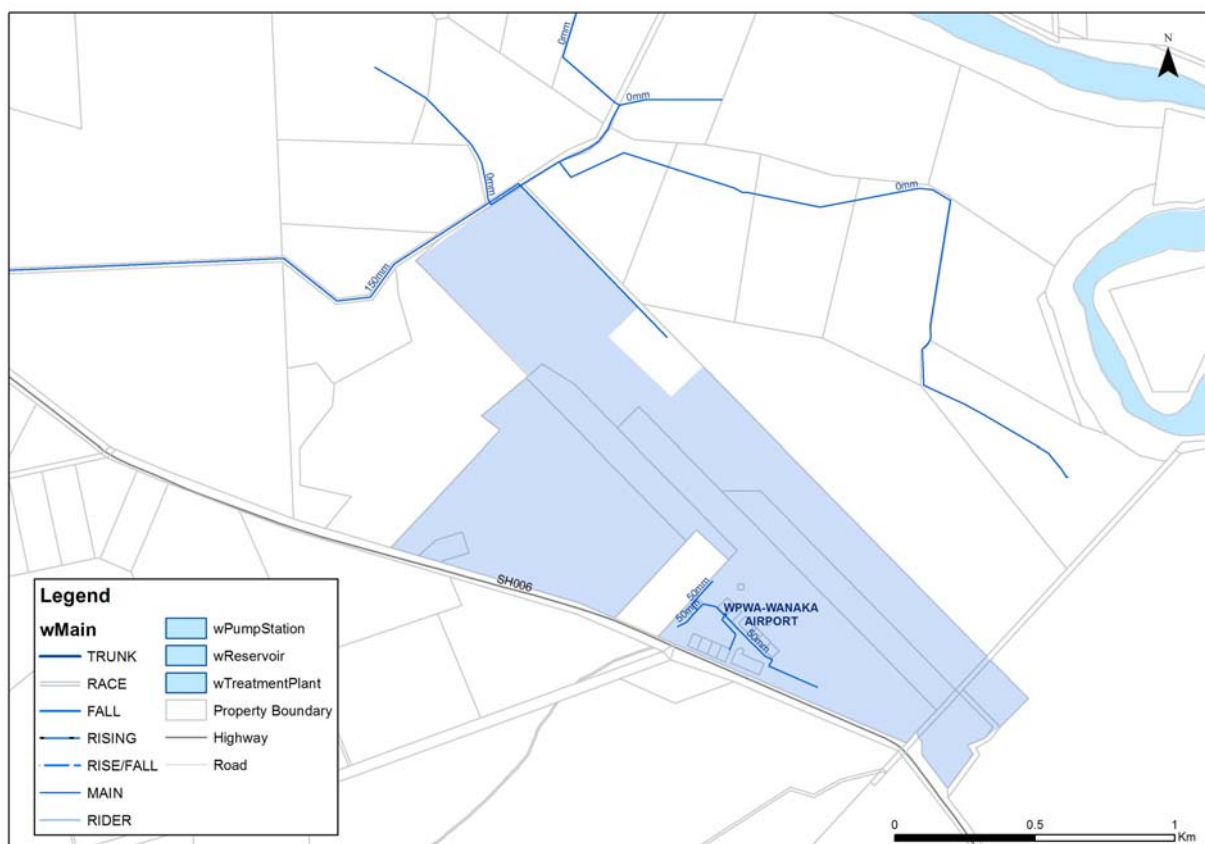 N
0mm
0mm
0mm
0mm
150mm
SH006
50mm
50mm
WPWA-WANAKA
AIRPORT
50mm
Legend
wMain
TRUNK
RACE
FALL
RISING
RISE/FALL
MAIN
RIDER
wPumpStation
wReservoir
wTreatmentPlant
Property Boundary
Highway
Road
0
0.5
1
Km